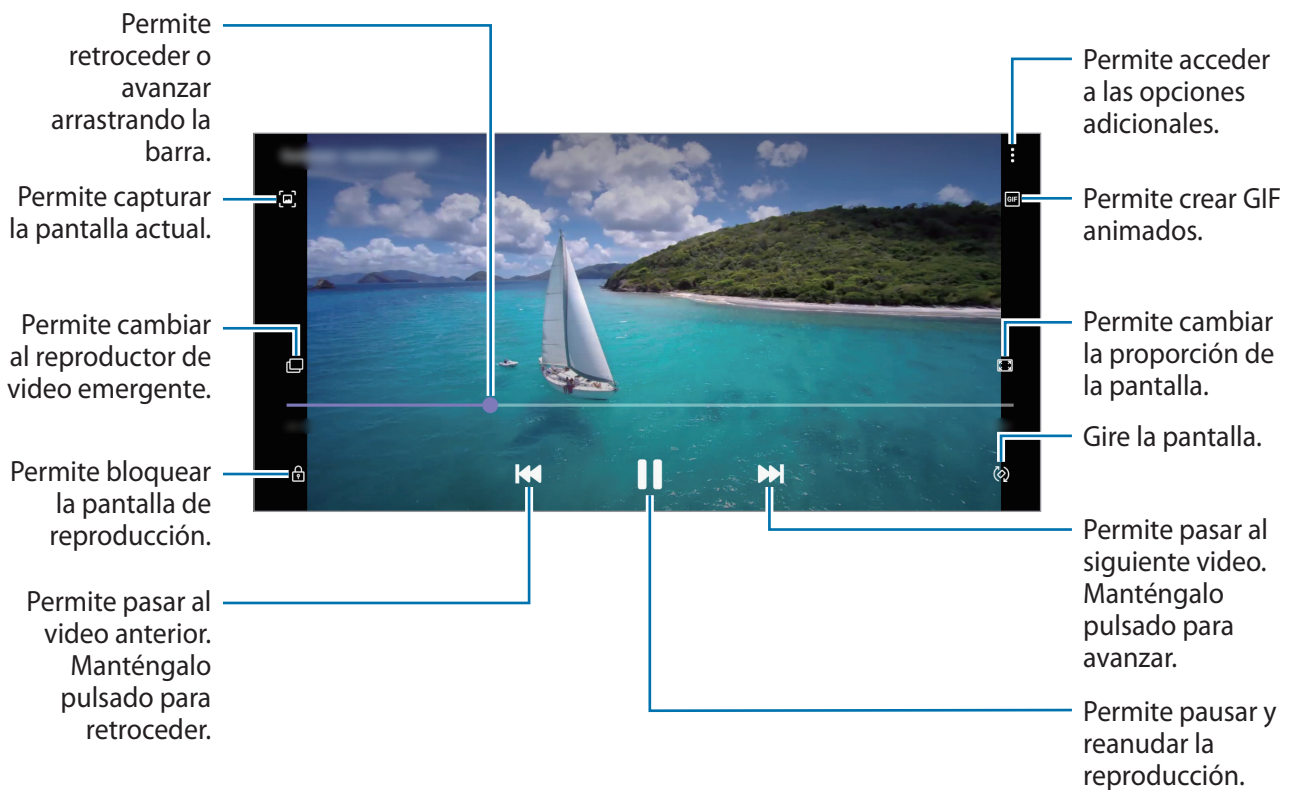 Permite
retroceder o
avanzar
arrastrando la
barra.
Permite capturar
la pantalla actual.
Permite cambiar
al reproductor de
video emergente.
Permite bloquear
la pantalla de
reproducción.
Permite pasar al
video anterior.
Manténgalo
pulsado para
retroceder.
Permite acceder
a las opciones
adicionales.
GIF
Permite crear GIF
animados.
Permite cambiar
la proporción de
la pantalla.
Gire la pantalla.
Permite pasar al
siguiente video.
Manténgalo
pulsado para
avanzar.
Permite pausar y
reanudar la
reproducción.